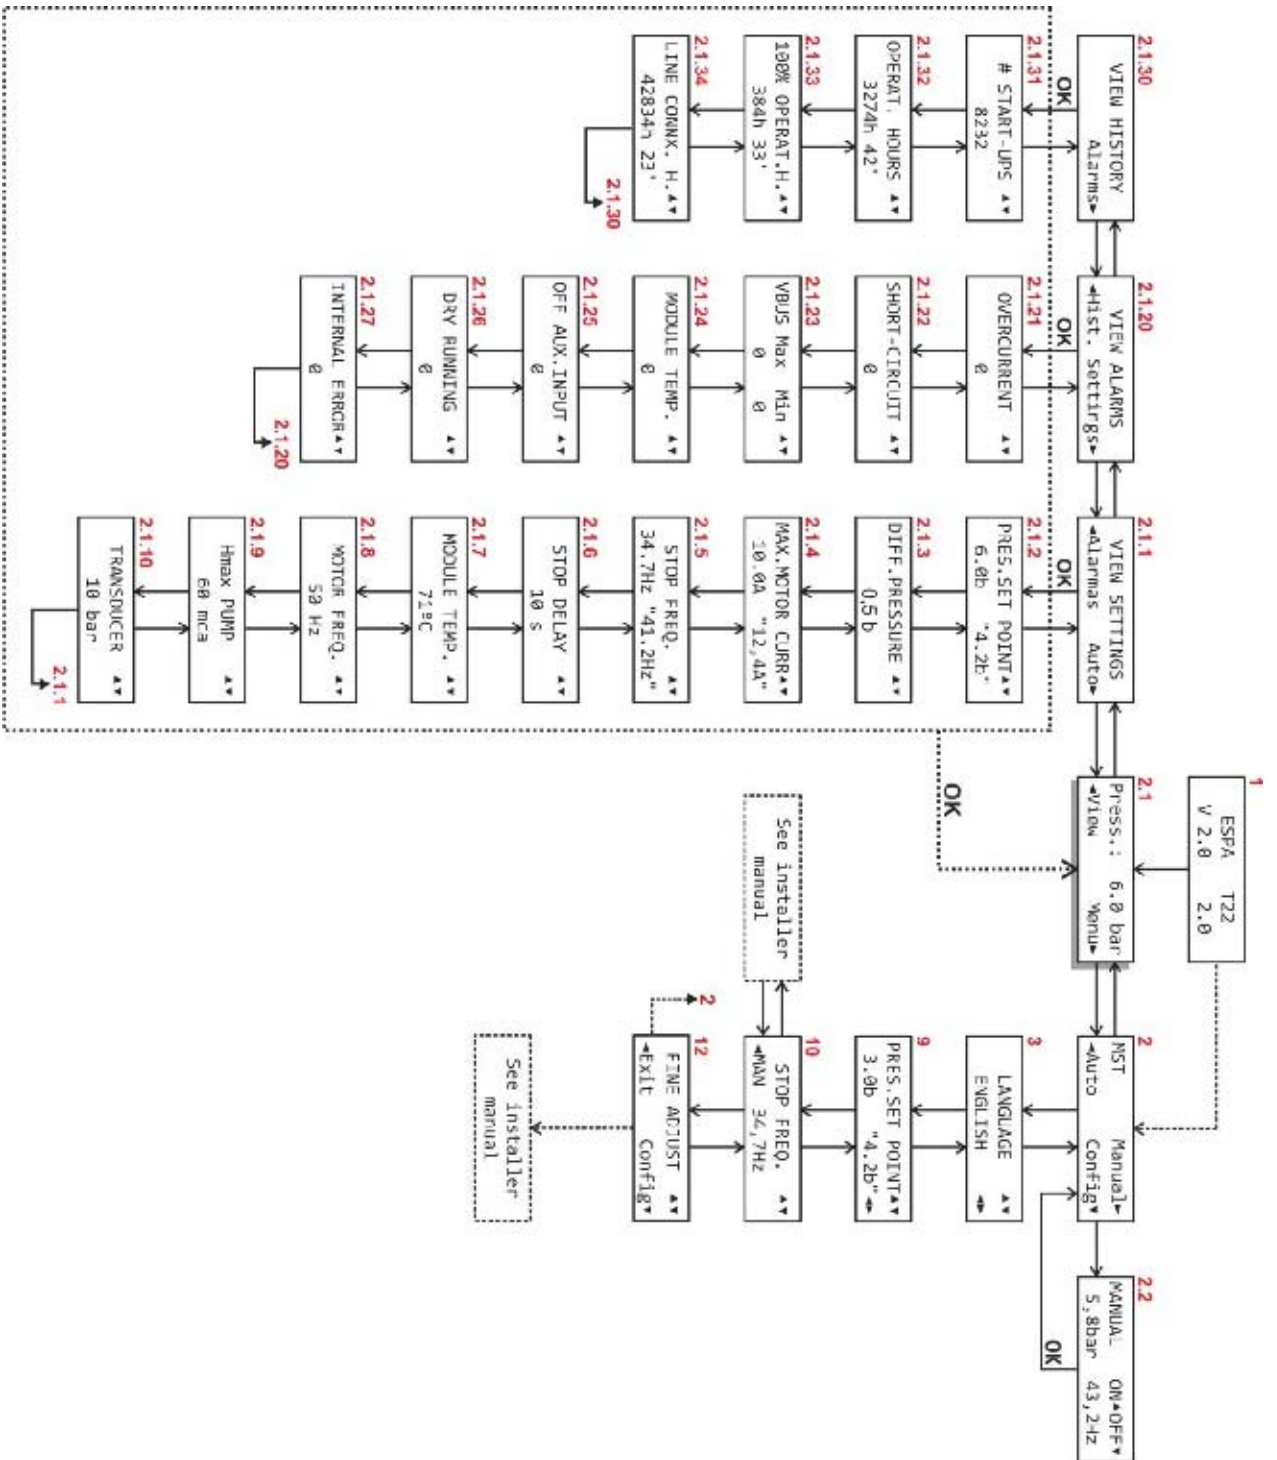 1
ESPA T22
V 2.0 2.0
2.1.30
VIEW HISTORY
Alarms►
OK
2.1.31
# START-UPS ▲▼
8232
2.1.32
OPERAT. HOURS ▲▼
3274h 42'
2.1.33
100% OPERAT.H.▲▼
384h 33'
2.1.34
LINE CONNX. H.▲▼
42834h 23'
2.1.30
2.1.20
VIEW ALARMS
◄Hist. Settings►
OK
2.1.21
OVERCURRENT ▲▼
0
2.1.22
SHORT-CIRCUIT ▲▼
0
2.1.23
VBUS Max Min ▲▼
0 0
2.1.24
MODULE TEMP. ▲▼
0
2.1.25
OFF AUX.INPUT ▲▼
0
2.1.26
DRY RUNNING ▲▼
0
2.1.27
INTERNAL ERROR▲▼
0
2.1.20
2.1.1
VIEW SETTINGS
◄Alarmas Auto►
OK
2.1.2
PRES.SET POINT▲▼
6.0b "4.2b"
2.1.3
DIFF.PRESSURE ▲▼
0,5b
2.1.4
MAX.MOTOR CURR▲▼
10.0A "12,4A"
2.1.5
STOP FREQ. ▲▼
34.7Hz "41.2Hz"
2.1.6
STOP DELAY ▲▼
10 s
2.1.7
MODULE TEMP. ▲▼
71ºC
2.1.8
MOTOR FREQ. ▲▼
50 Hz
2.1.9
Hmax PUMP ▲▼
60 mca
2.1.10
TRANSDUCER ▲▼
10 bar
2.1.1
2.1
Press.: 6.0 bar
◄View Menu►
OK
See installer
manual
2
MST Manual►
◄Auto Config▼
3
LANGUAGE ▲▼
ENGLISH ◄►
9
PRES.SET POINT▲▼
3.0b "4.2b"◄►
10
STOP FREQ. ▲▼
◄MAN 34,7Hz
12
FINE ADJUST ▲▼
◄Exit Config▼
2
See installer
manual
2.2
MANUAL ON▲OFF▼
5,8bar 43,2Hz
OK